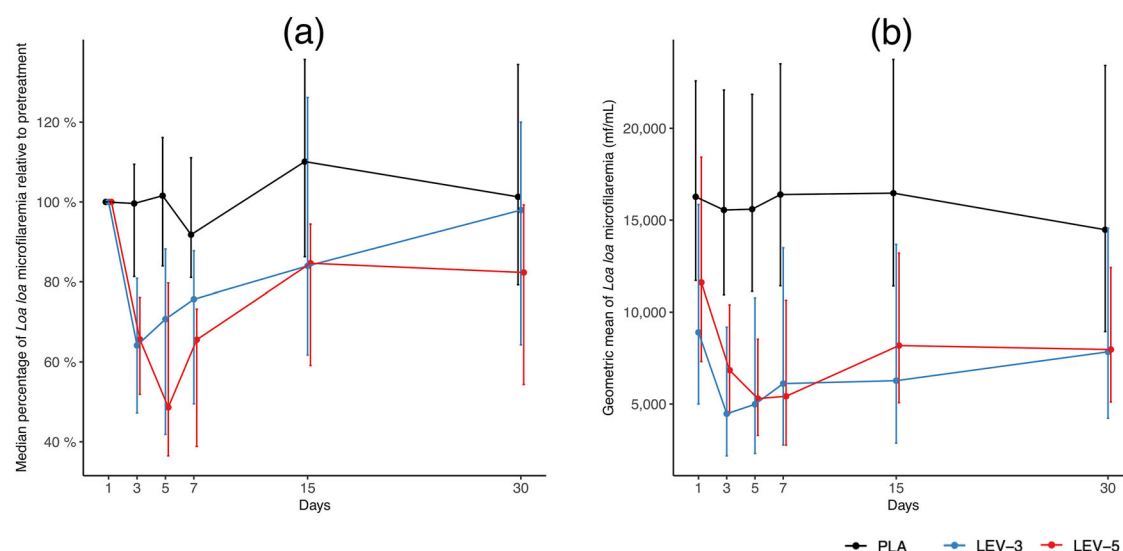 (a)
Median percentage of Loa loa microfilaremia relative to pretreatment
120 %
100 %
80 %
60 %
40 %
1 3 5 7 15 30
Days
(b)
Geometric mean of Loa loa microfilaremia (mf/mL)
20,000
15,000
10,000
5,000
1 3 5 7 15 30
Days
PLA LEV-3 LEV-5